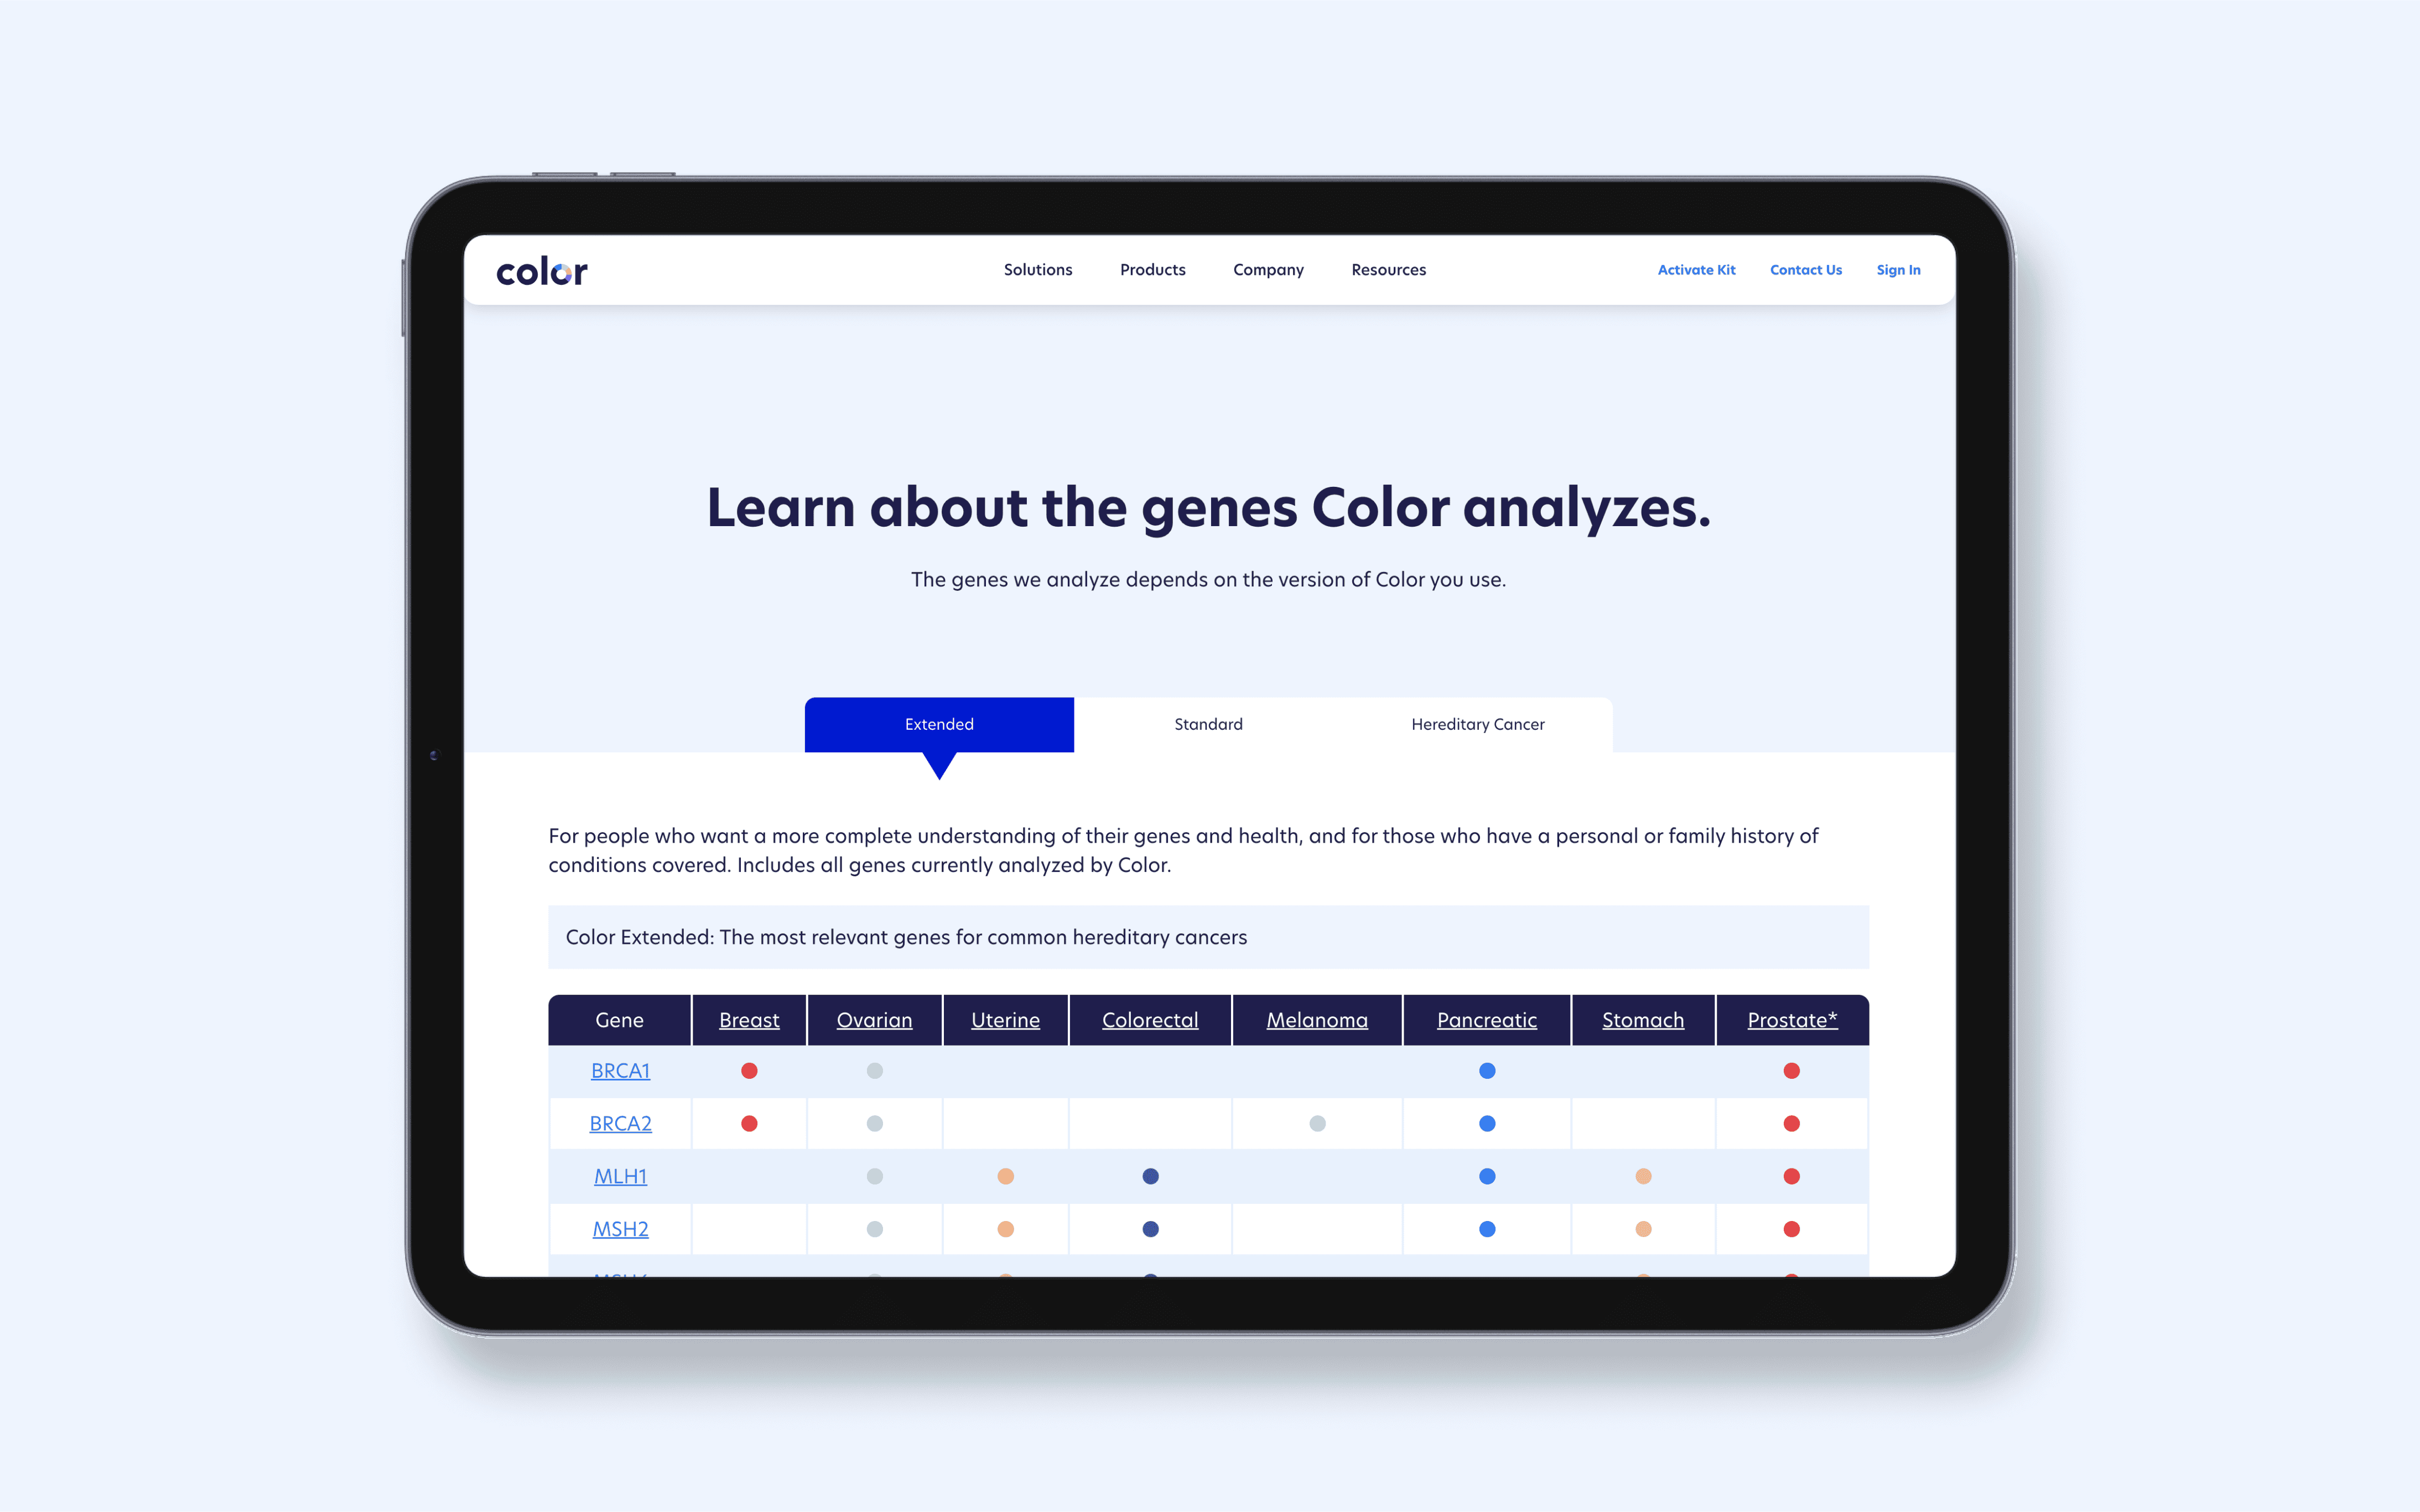 color
Solutions Products Company Resources
Activate Kit Contact Us Sign In
Learn about the genes Color analyzes.
The genes we analyze depends on the version of Color you use.
Extended Standard Hereditary Cancer
For people who want a more complete understanding of their genes and health, and for those who have a personal or family history of
conditions covered. Includes all genes currently analyzed by Color.
Color Extended: The most relevant genes for common hereditary cancers
Gene Breast Ovarian Uterine Colorectal Melanoma Pancreatic Stomach Prostate*
BRCA1
BRCA2
MLH1
MSH2